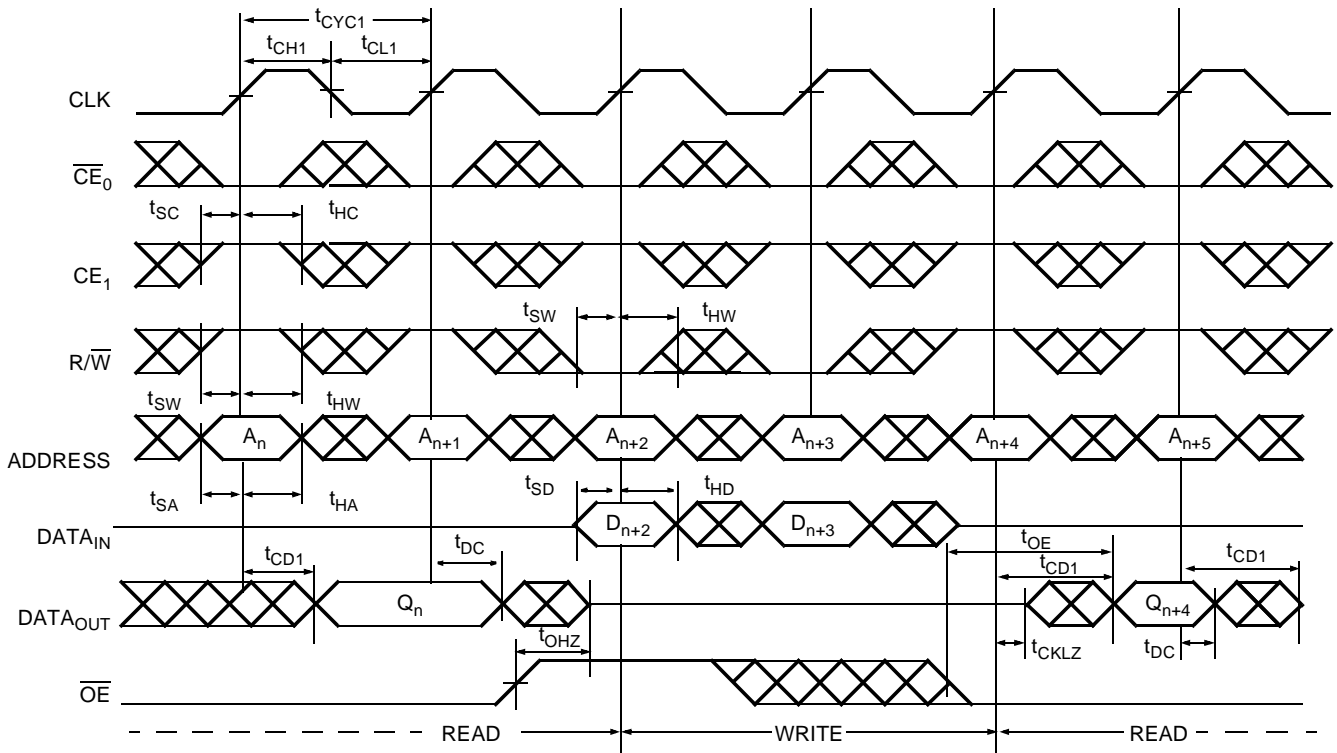 tCYC1
tCH1 tCL1
CLK
CE0
tSC tHC
CE1
tSW tHW
R/W
tSW tHW
An An+1 An+2 An+3 An+4 An+5
ADDRESS
tSA tHA tSD tHD
Dn+2 Dn+3
DATAIN
tCD1 tDC tOE tCD1 tCD1
Qn Qn+4
DATAOUT
tOHZ tCKLZ tDC
OE
READ WRITE READ